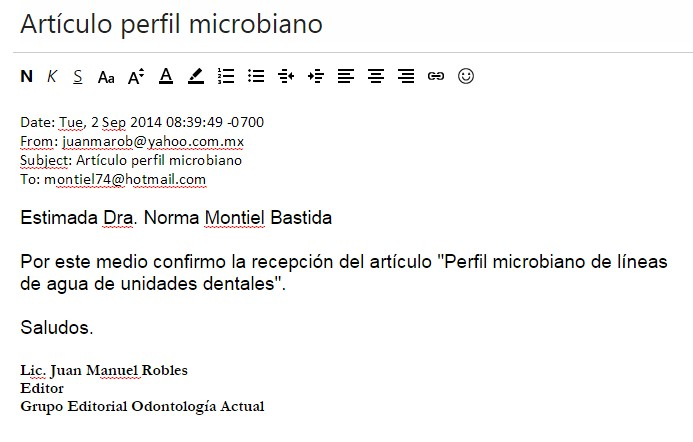 Artículo perfil microbiano
N K S Aa A A
Date: Tue, 2 Sep 2014 08:39:49 -0700
From: juanmarob@yahoo.com.mx
Subject: Artículo perfil microbiano
To: montiel74@hotmail.com
Estimada Dra. Norma Montiel Bastida
Por este medio confirmo la recepción del artículo "Perfil microbiano de líneas
de agua de unidades dentales".
Saludos.
Lic. Juan Manuel Robles
Editor
Grupo Editorial Odontología Actual